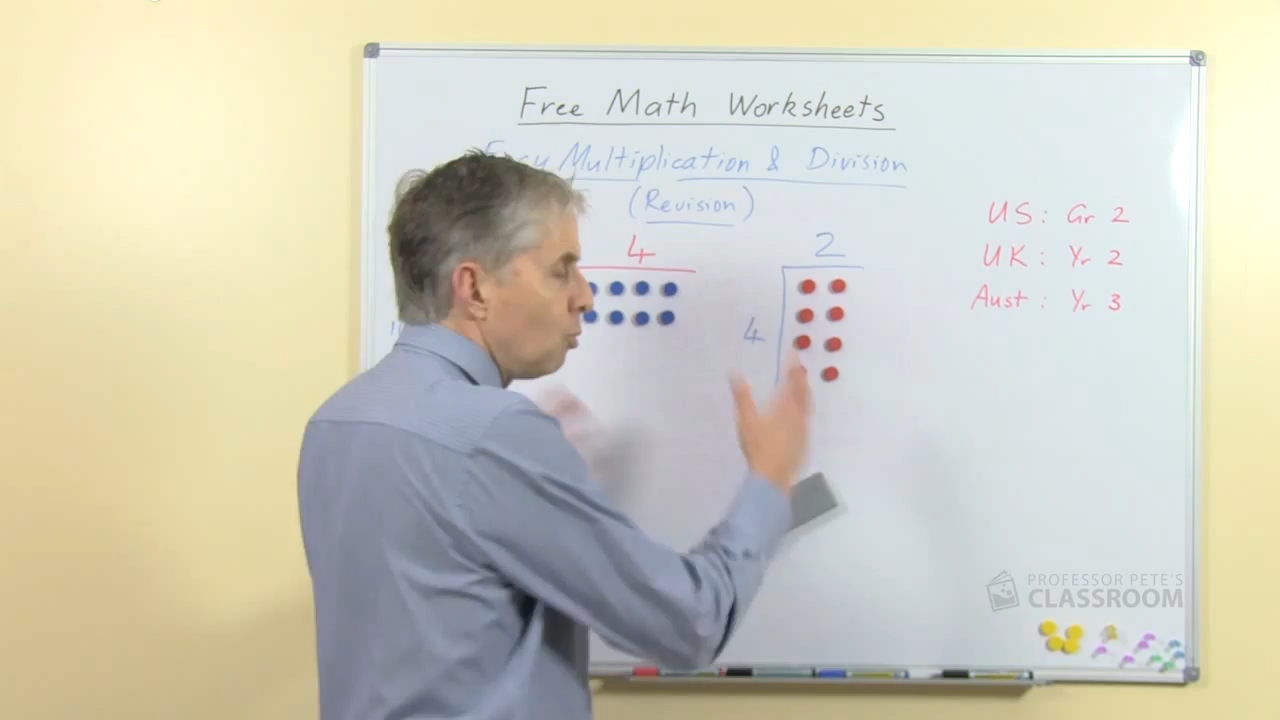 Free Math Worksheets
Easy Multiplication & Division
(Revision)
US: Gr 2
UK: Yr 2
Aust: Yr 3
4
2
4
PROFESSOR PETE'S
CLASSROOM